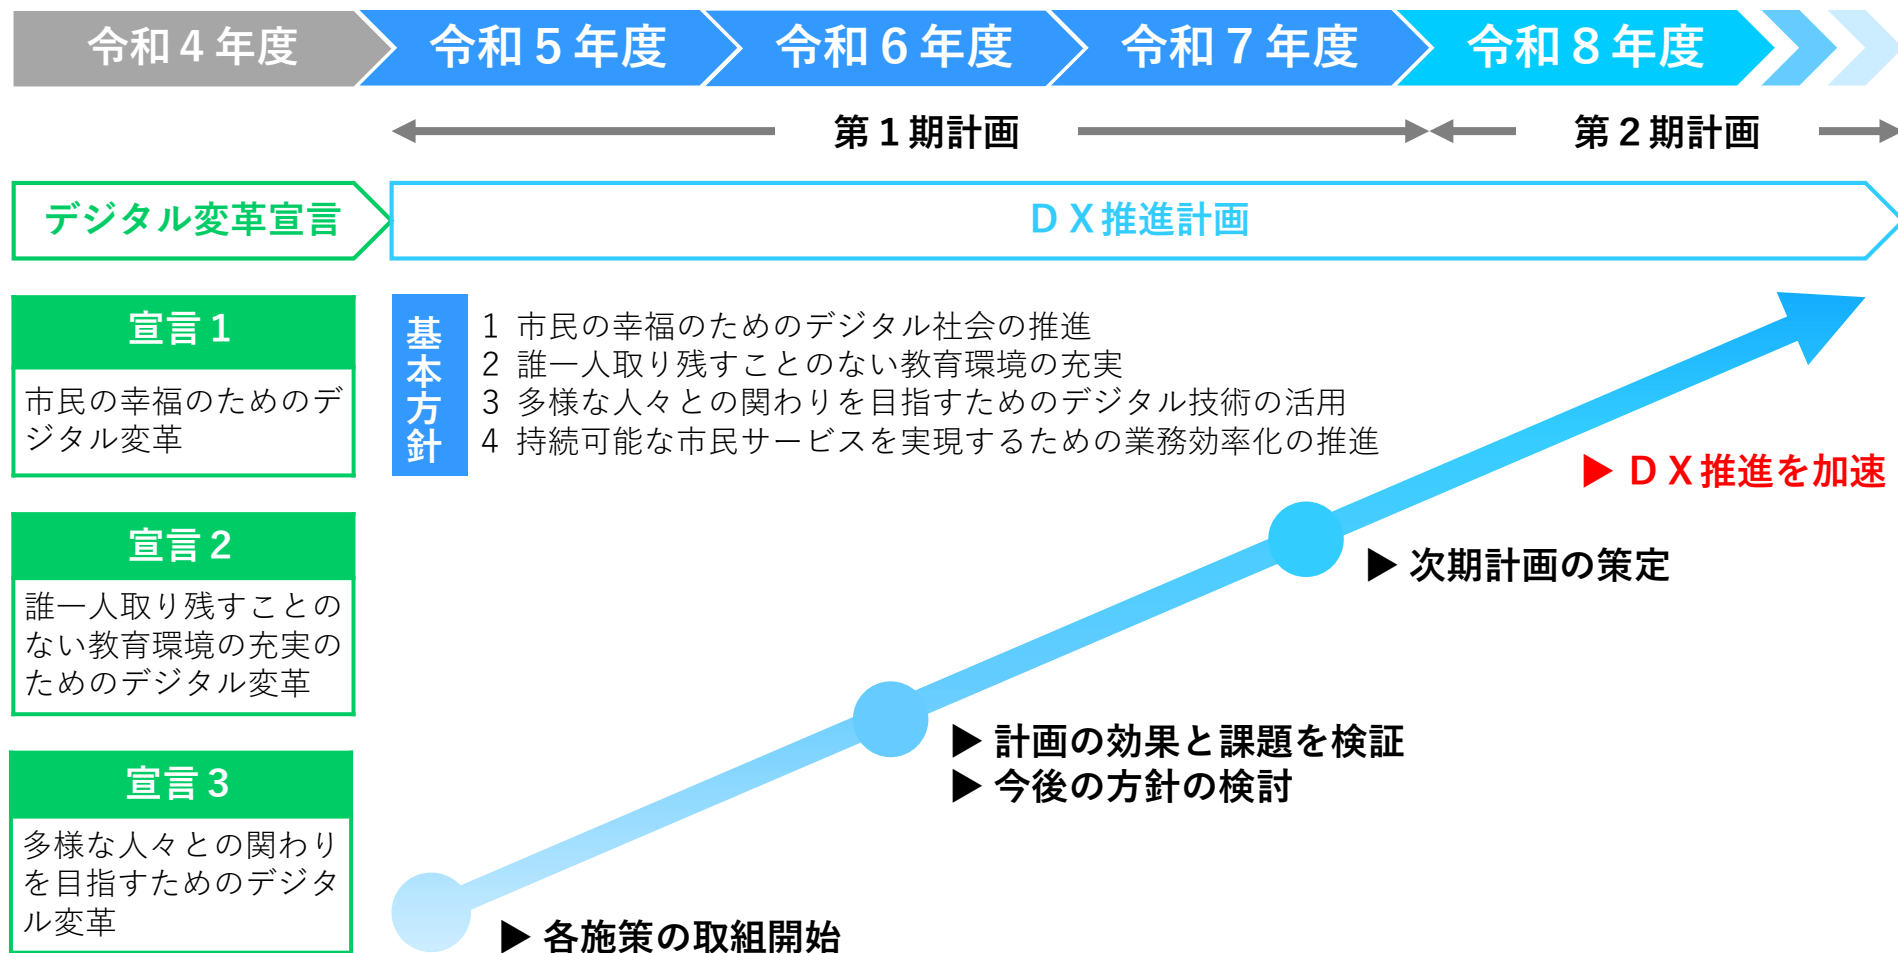 令和４年度
令和５年度
令和６年度
令和７年度
令和８年度
第１期計画
第２期計画
デジタル変革宣言
ＤＸ推進計画
宣言１
市民の幸福のためのデ
ジタル変革
宣言２
誰一人取り残すことの
ない教育環境の充実の
ためのデジタル変革
宣言３
多様な人々との関わり
を目指すためのデジタ
ル変革
基本方針
1 市民の幸福のためのデジタル社会の推進
2 誰一人取り残すことのない教育環境の充実
3 多様な人々との関わりを目指すためのデジタル技術の活用
4 持続可能な市民サービスを実現するための業務効率化の推進
▶ ＤＸ推進を加速
▶ 次期計画の策定
▶ 計画の効果と課題を検証
▶ 今後の方針の検討
▶ 各施策の取組開始